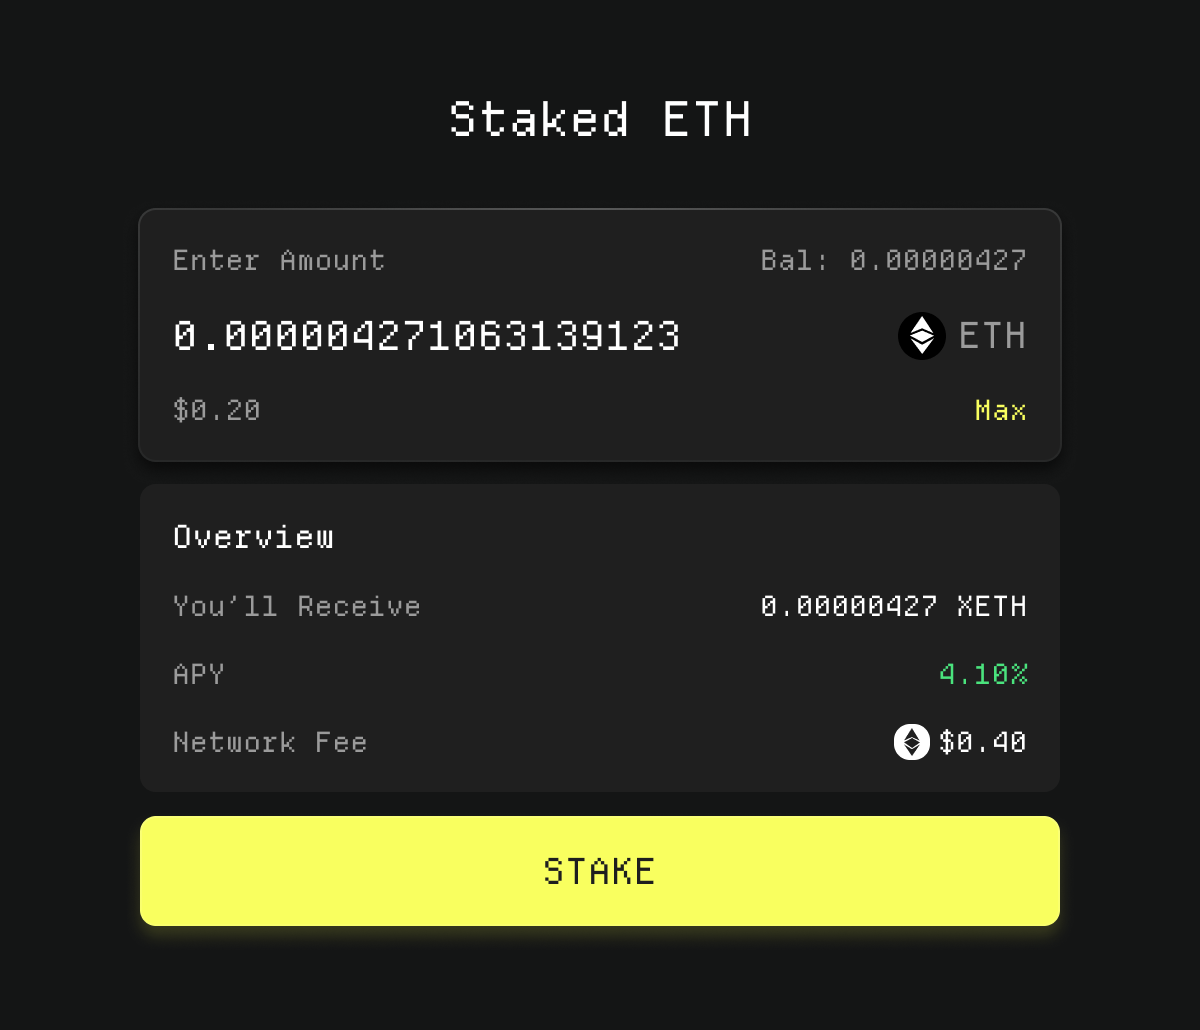 Staked ETH
Enter Amount Bal: 0.00000427
0.000004271063139123 ETH
$0.20 Max
Overview
You'll Receive 0.00000427 XETH
APY 4.10%
Network Fee $0.40
STAKE